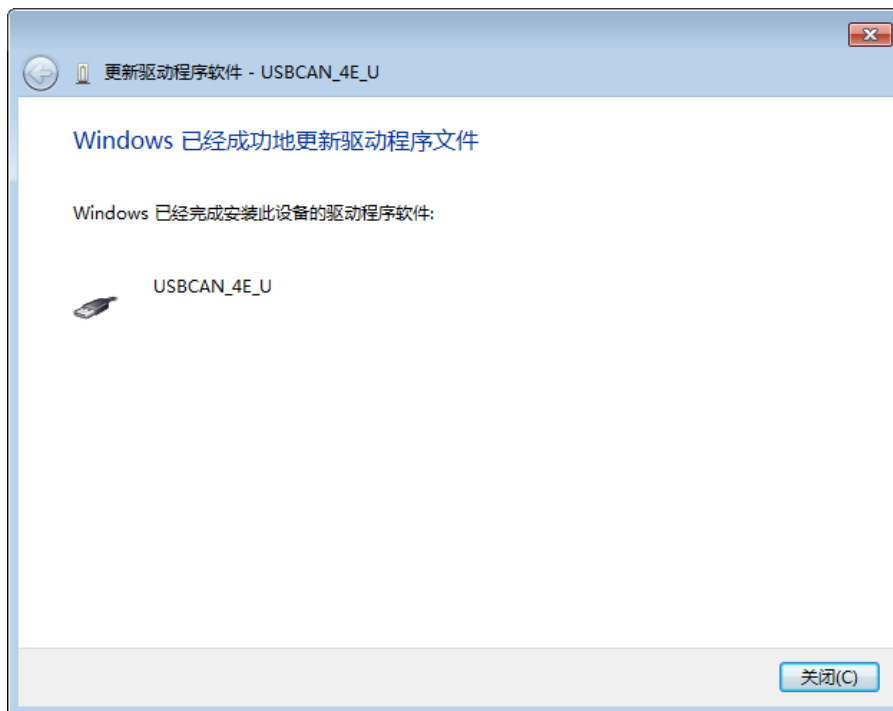 更新驱动程序软件 - USBCAN_4E_U
Windows 已经成功地更新驱动程序文件
Windows 已经完成安装此设备的驱动程序软件:
USBCAN_4E_U
关闭(C)